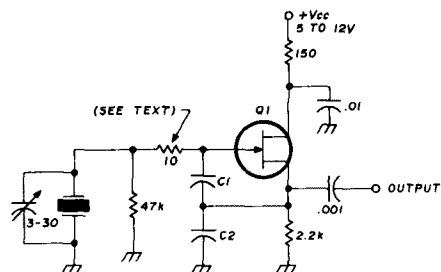 +Vcc
5 TO 12V
150
.01
(SEE TEXT)
Q1
10
C1
3-30
47k
.001
OUTPUT
C2
2.2k